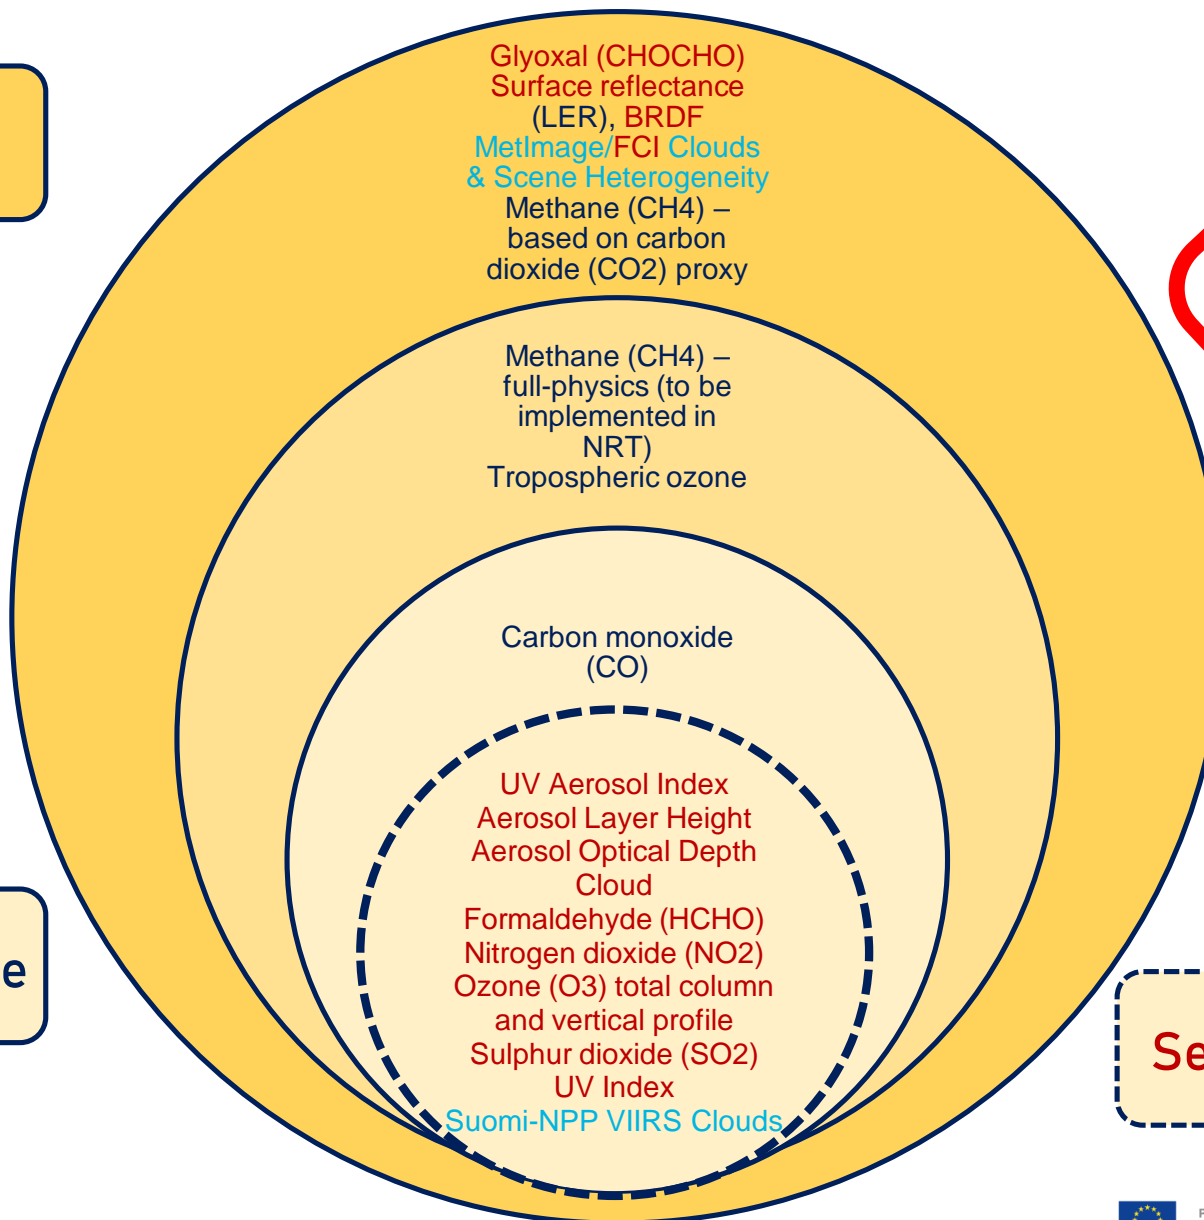 Glyoxal (CHOCHO)
Surface reflectance
(LER), BRDF
MetImage/FCI Clouds
& Scene Heterogeneity
Methane (CH4) –
based on carbon
dioxide (CO2) proxy
Methane (CH4) –
full-physics (to be
implemented in
NRT)
Tropospheric ozone
Carbon monoxide
(CO)
UV Aerosol Index
Aerosol Layer Height
Aerosol Optical Depth
Cloud
Formaldehyde (HCHO)
Nitrogen dioxide (NO2)
e
Ozone (O3) total column
and vertical profile
Se
Sulphur dioxide (SO2)
UV Index
Suomi-NPP VIIRS Clouds